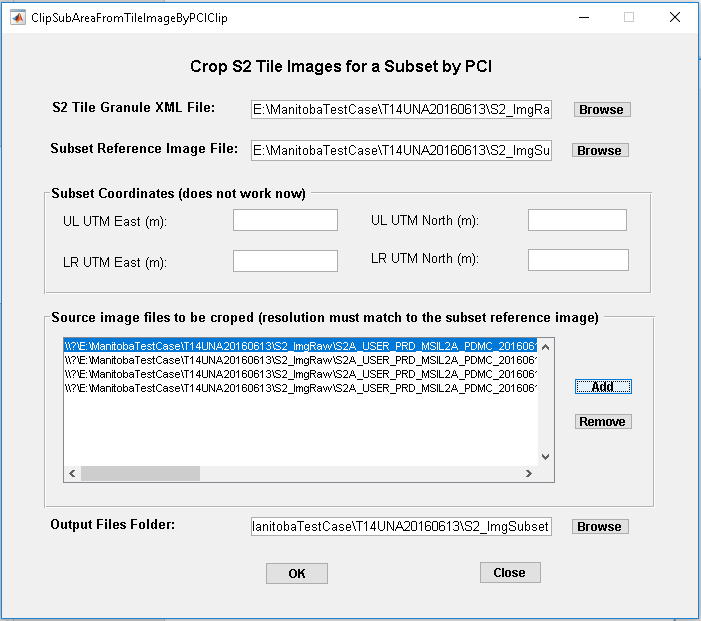 ClipSubAreaFromTileImageByPCIClip
Crop S2 Tile Images for a Subset by PCI
S2 Tile Granule XML File: E:\ManitobaTestCase\T14UNA20160613\S2_ImgRa Browse
Subset Reference Image File: E:\ManitobaTestCase\T14UNA20160613\S2_ImgSu Browse
Subset Coordinates (does not work now)
UL UTM East (m): UL UTM North (m):
LR UTM East (m): LR UTM North (m):
Source image files to be croped (resolution must match to the subset reference image)
\\?\E:\ManitobaTestCase\T14UNA20160613\S2_ImgRaw\S2A_USER_PRD_MSIL2A_PDMC_201606
\\?\E:\ManitobaTestCase\T14UNA20160613\S2_ImgRaw\S2A_USER_PRD_MSIL2A_PDMC_201606
\\?\E:\ManitobaTestCase\T14UNA20160613\S2_ImgRaw\S2A_USER_PRD_MSIL2A_PDMC_201606
\\?\E:\ManitobaTestCase\T14UNA20160613\S2_ImgRaw\S2A_USER_PRD_MSIL2A_PDMC_201606
Add
Remove
Output Files Folder: anitobaTestCase\T14UNA20160613\S2_ImgSubset Browse
OK Close